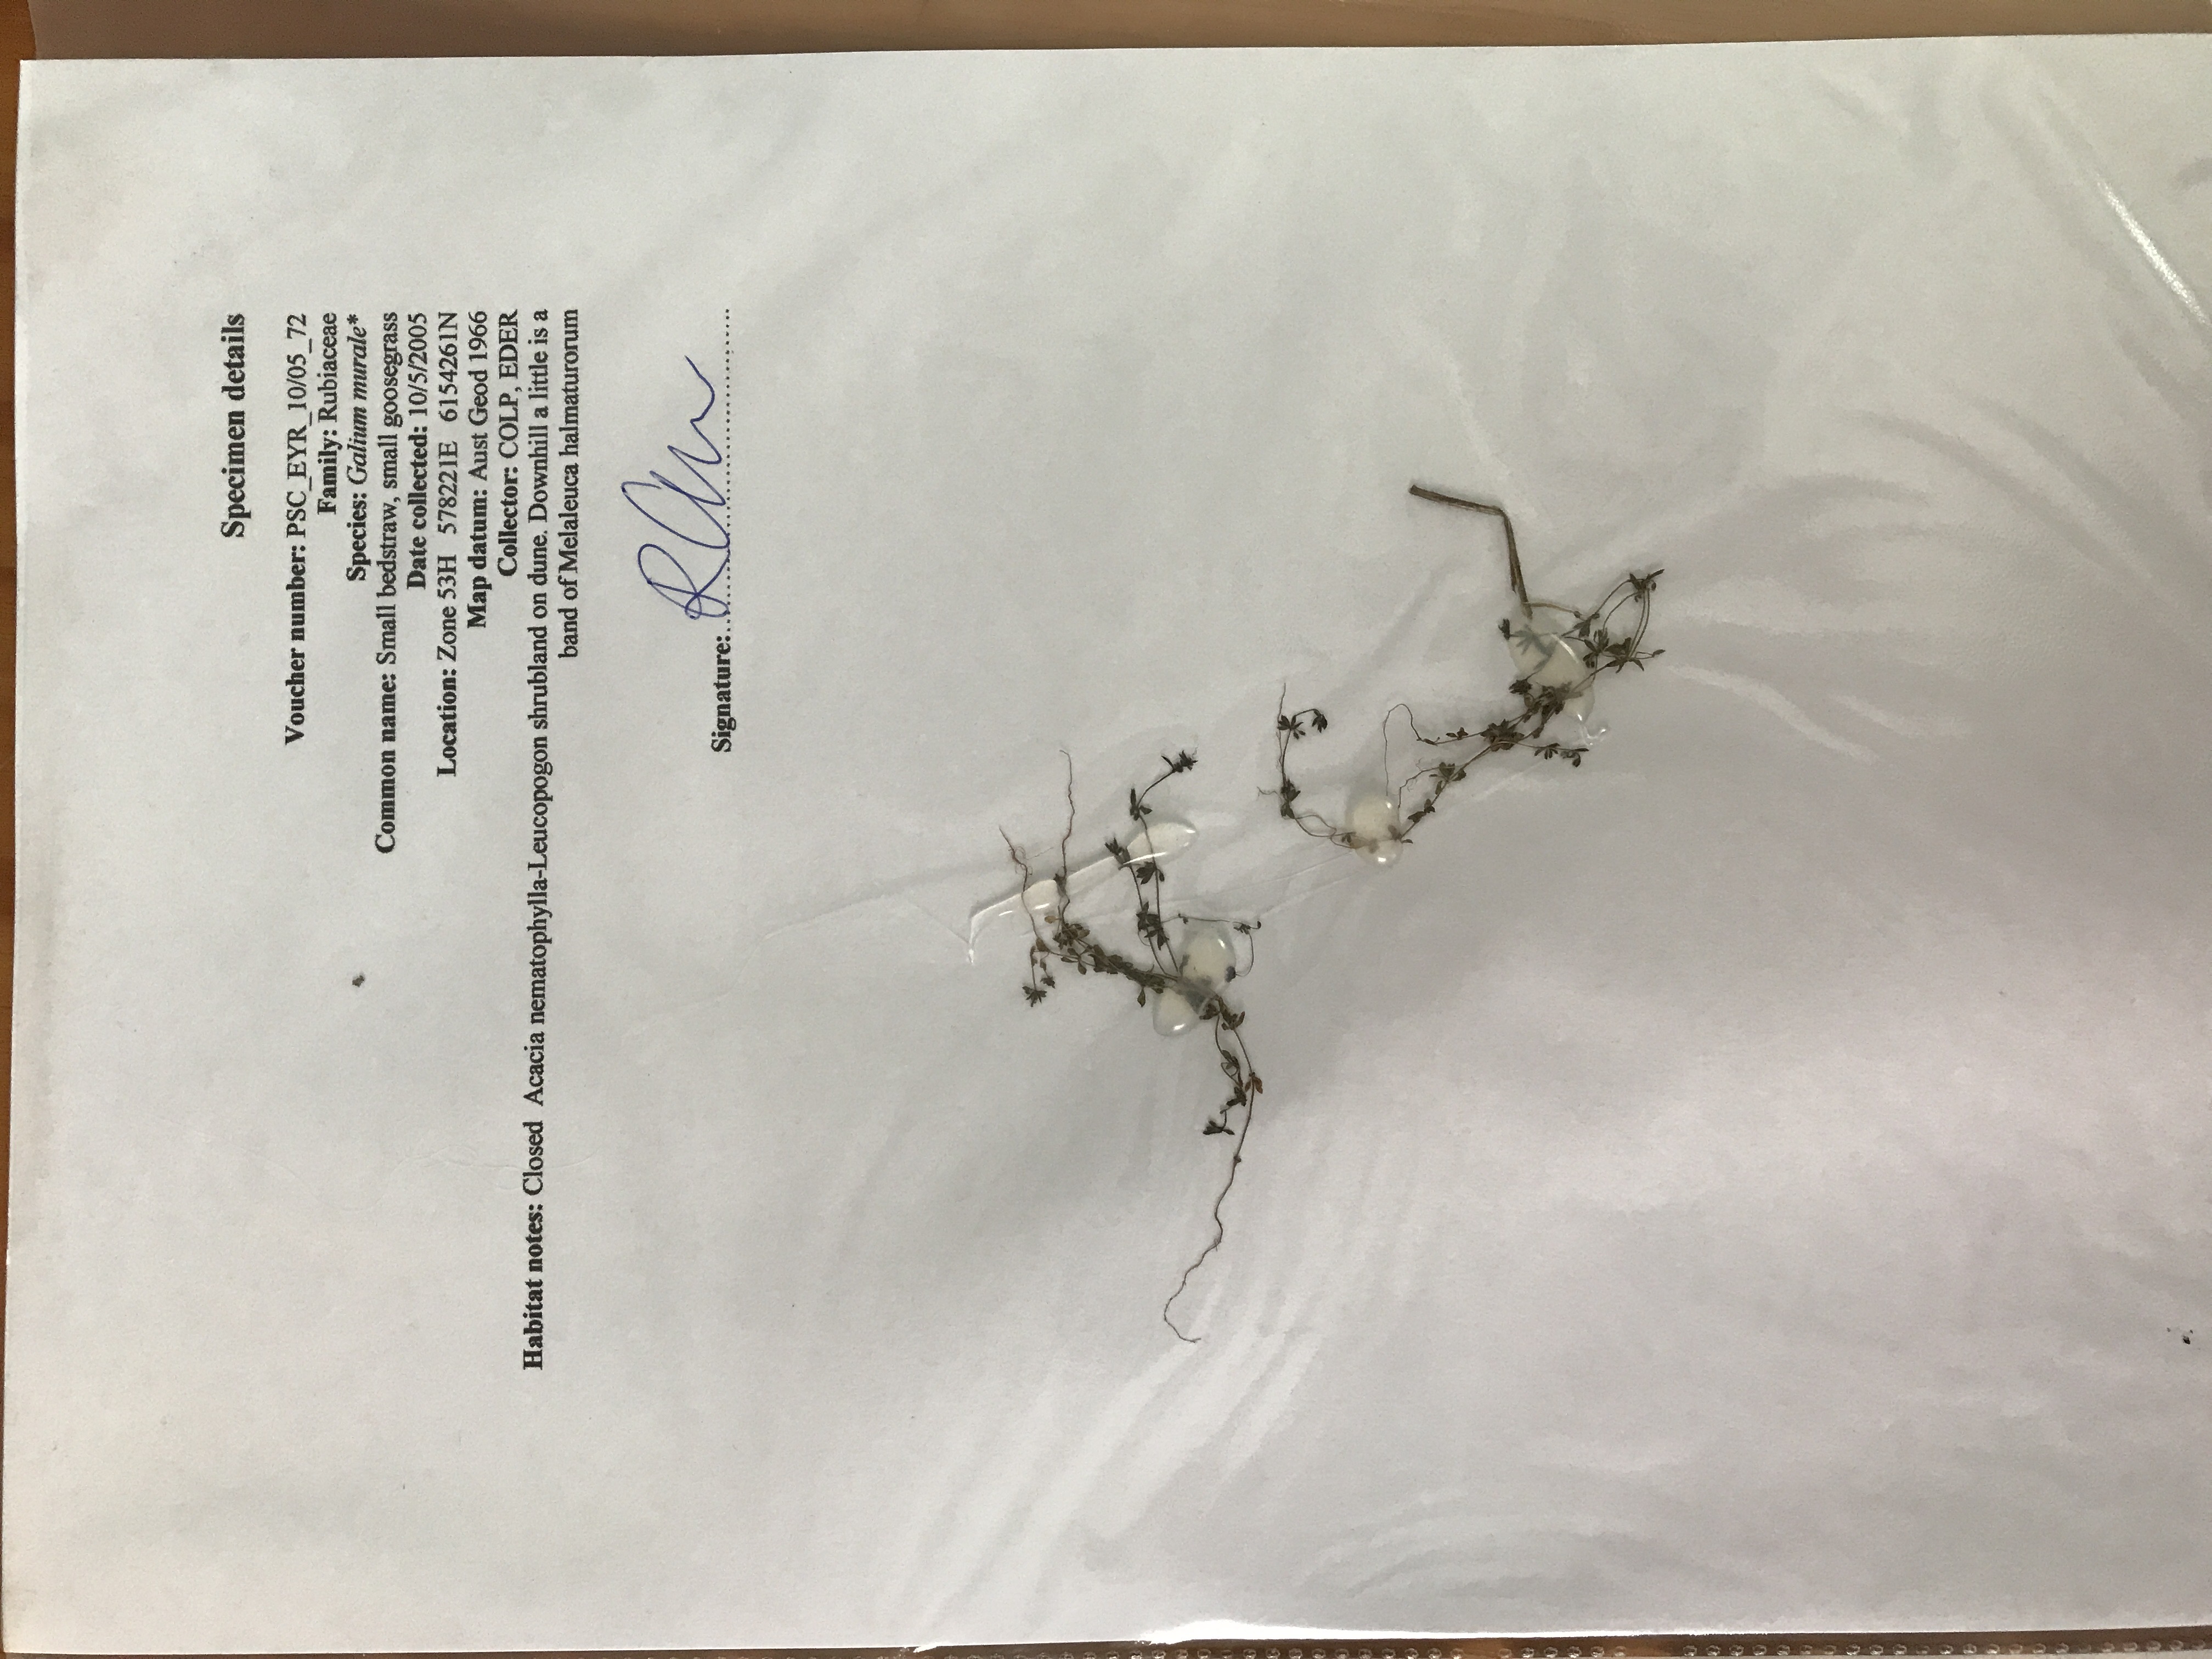 Specimen details
Voucher number: PSC_EYR_10/05_72
Family: Rubiaceae
Species: Galium murale*
Common name: Small bedstraw, small goosegrass
Date collected: 10/5/2005
Location: Zone 53H 578221E 6154261N
Map datum: Aust Geod 1966
Collector: COLP, EDER
Habitat notes: Closed Acacia nematophylla-Leucopogon shrubland on dune. Downhill a little is a
band of Melaleuca halmaturorum
Signature: